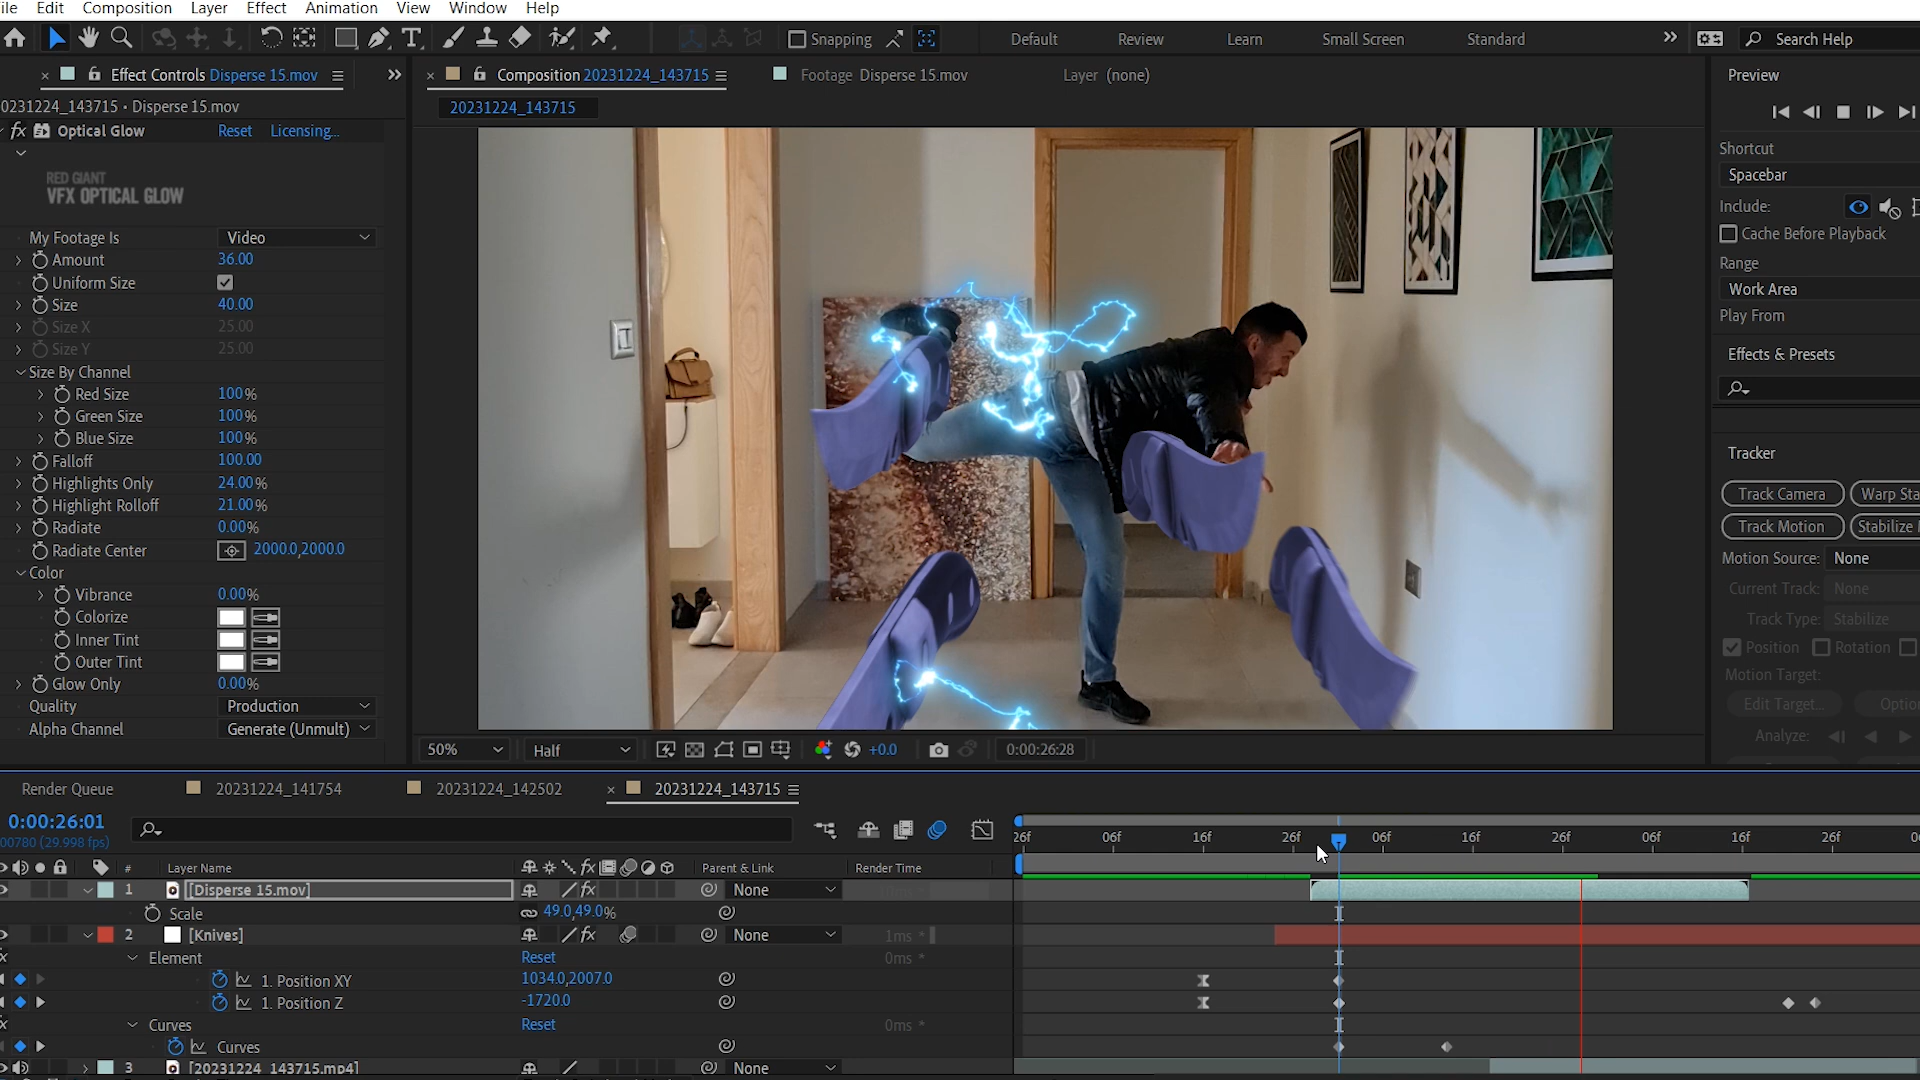 ile Edit Composition Layer Effect Animation View Window Help
Snapping Default Review Learn Small Screen Standard Search Help
Effect Controls Disperse 15.mov
Composition 20231224_143715 Footage Disperse 15.mov Layer (none)
Preview
0231224_143715 • Disperse 15.mov
20231224_143715
fx Optical Glow Reset Licensing...
RED GIANT
VFX OPTICAL GLOW
My Footage Is Video
Amount 36.00
Uniform Size
Size 40.00
Size X 25.00
Size Y 25.00
Size By Channel
Red Size 100%
Green Size 100%
Blue Size 100%
Falloff 100.00
Highlights Only 24.00%
Highlight Rolloff 21.00%
Radiate 0.00%
Radiate Center 2000.0,2000.0
Color
Vibrance 0.00%
Colorize
Inner Tint
Outer Tint
Glow Only 0.00%
Quality Production
Alpha Channel Generate (Unmult)
50% Half +0.0 0:00:26:28
Shortcut
Spacebar
Include:
Cache Before Playback
Range
Work Area
Play From
Effects & Presets
Tracker
Track Camera Warp Sta
Track Motion Stabilize
Motion Source: None
Current Track: None
Track Type: Stabilize
Position Rotation
Motion Target:
Edit Target... Optio
Analyze:
Render Queue 20231224_141754 20231224_142502 20231224_143715
0:00:26:01
00780 (29.998 fps)
26f 06f 16f 26f 06f 16f 26f 06f 16f 26f 0
# Layer Name fx Parent & Link Render Time
1 [Disperse 15.mov] fx None
Scale 49.0,49.0%
2 [Knives] fx None 1ms *
Element Reset 0ms *
1. Position XY 1034.0,2007.0
1. Position Z -1720.0
Curves Reset 0ms *
Curves
3 [20231224_143715.mp4] None